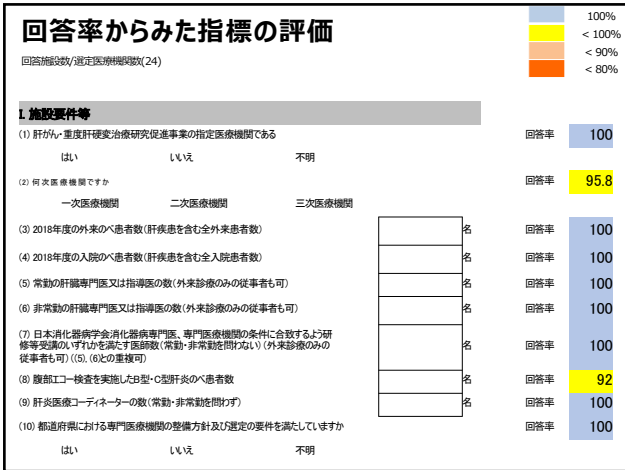 回答率からみた指標の評価
回答施設数/選定医療機関数(24)
100%
< 100%
< 90%
< 80%
I. 施設要件等
(1) 肝がん・重度肝硬変治療研究促進事業の指定医療機関である 回答率 100
はい いいえ 不明
(2) 何次医療機関ですか 回答率 95.8
一次医療機関 二次医療機関 三次医療機関
(3) 2018年度の外来のべ患者数(肝疾患を含む全外来患者数) 名 回答率 100
(4) 2018年度の入院のべ患者数(肝疾患を含む全入院患者数) 名 回答率 100
(5) 常勤の肝臓専門医又は指導医の数(外来診療のみの従事者も可) 名 回答率 100
(6) 非常勤の肝臓専門医又は指導医の数(外来診療のみの従事者も可) 名 回答率 100
(7) 日本消化器病学会消化器病専門医、専門医療機関の条件に合致するよう研
修等受講のいずれかを満たす医師数(常勤・非常勤を問わない)(外来診療のみの
従事者も可)((5)、(6)との重複可) 名 回答率 100
(8) 腹部エコー検査を実施したB型・C型肝炎のべ患者数 名 回答率 92
(9) 肝炎医療コーディネーターの数(常勤・非常勤を問わず) 名 回答率 100
(10) 都道府県における専門医療機関の整備方針及び選定の要件を満たしていますか 回答率 100
はい いいえ 不明